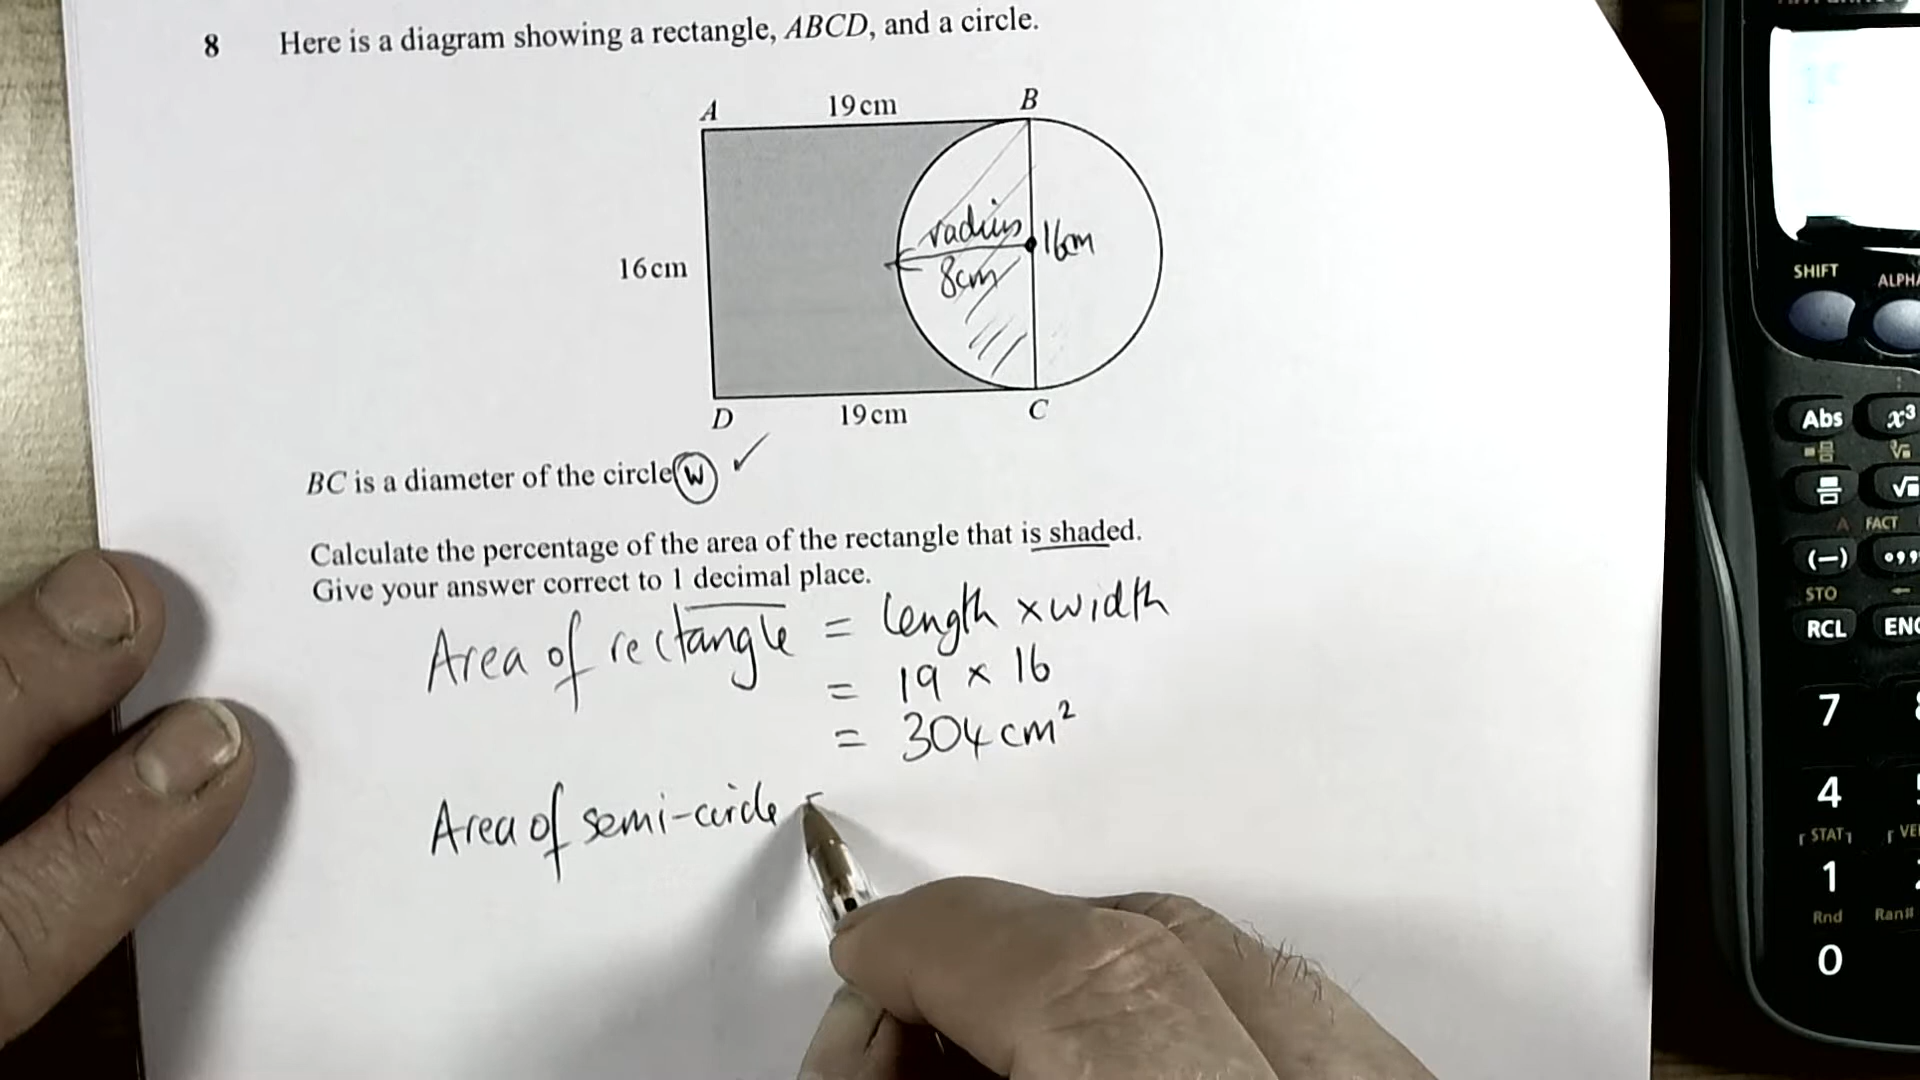 8 Here is a diagram showing a rectangle, ABCD, and a circle.
A 19 cm B
radius
16cm
16 cm
8cm
D 19 cm C
BC is a diameter of the circle W ✓
Calculate the percentage of the area of the rectangle that is shaded.
Give your answer correct to 1 decimal place.
Area of rectangle = length × width
= 19 × 16
= 304 cm²
Area of semi-circle
SHIFT ALPHA
Abs x³
FACT
(−)
STO
RCL ENG
7
4
STAT
1
Rnd Ran#
0